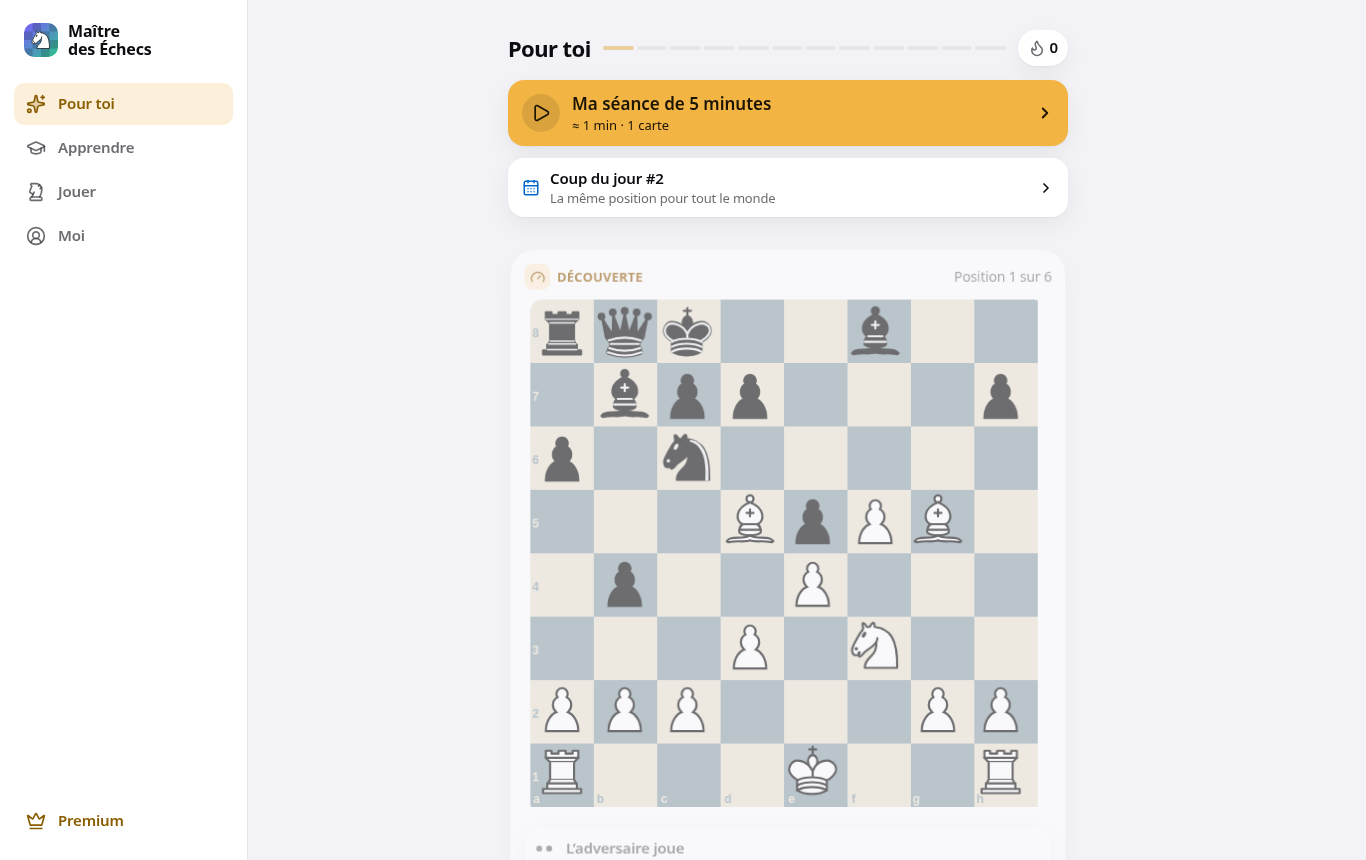 Maître
des Échecs
Pour toi
Apprendre
Jouer
Moi
Premium
Pour toi
0
Ma séance de 5 minutes
≈ 1 min · 1 carte
Coup du jour #2
La même position pour tout le monde
DÉCOUVERTE
Position 1 sur 6
8
7
6
5
4
3
2
1
a b c d e f g h
L’adversaire joue